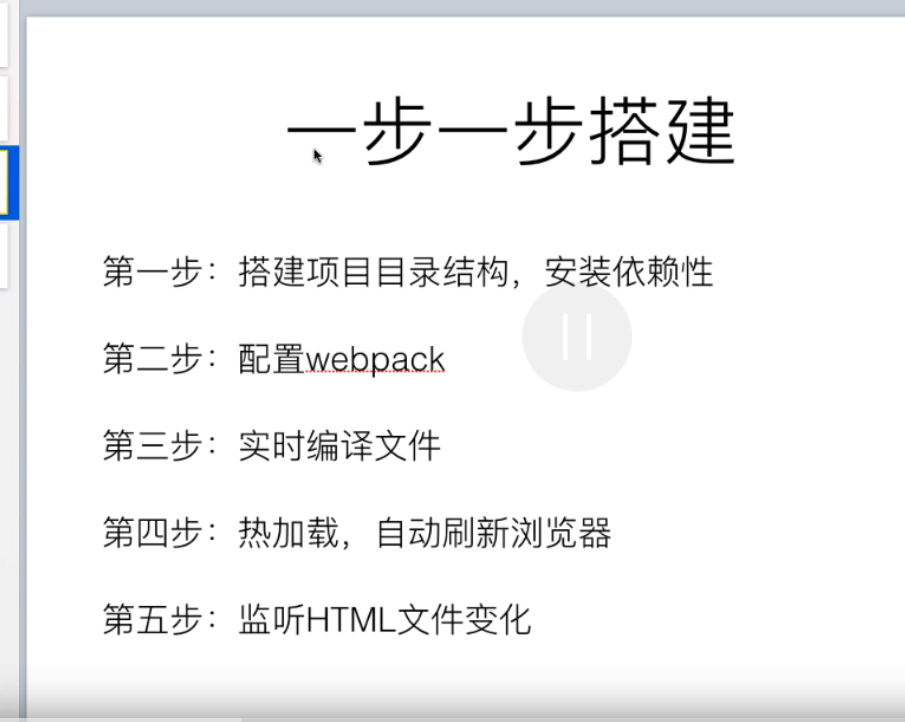 一步一步搭建
第一步：搭建项目目录结构，安装依赖性
第二步：配置webpack
第三步：实时编译文件
第四步：热加载，自动刷新浏览器
第五步：监听HTML文件变化